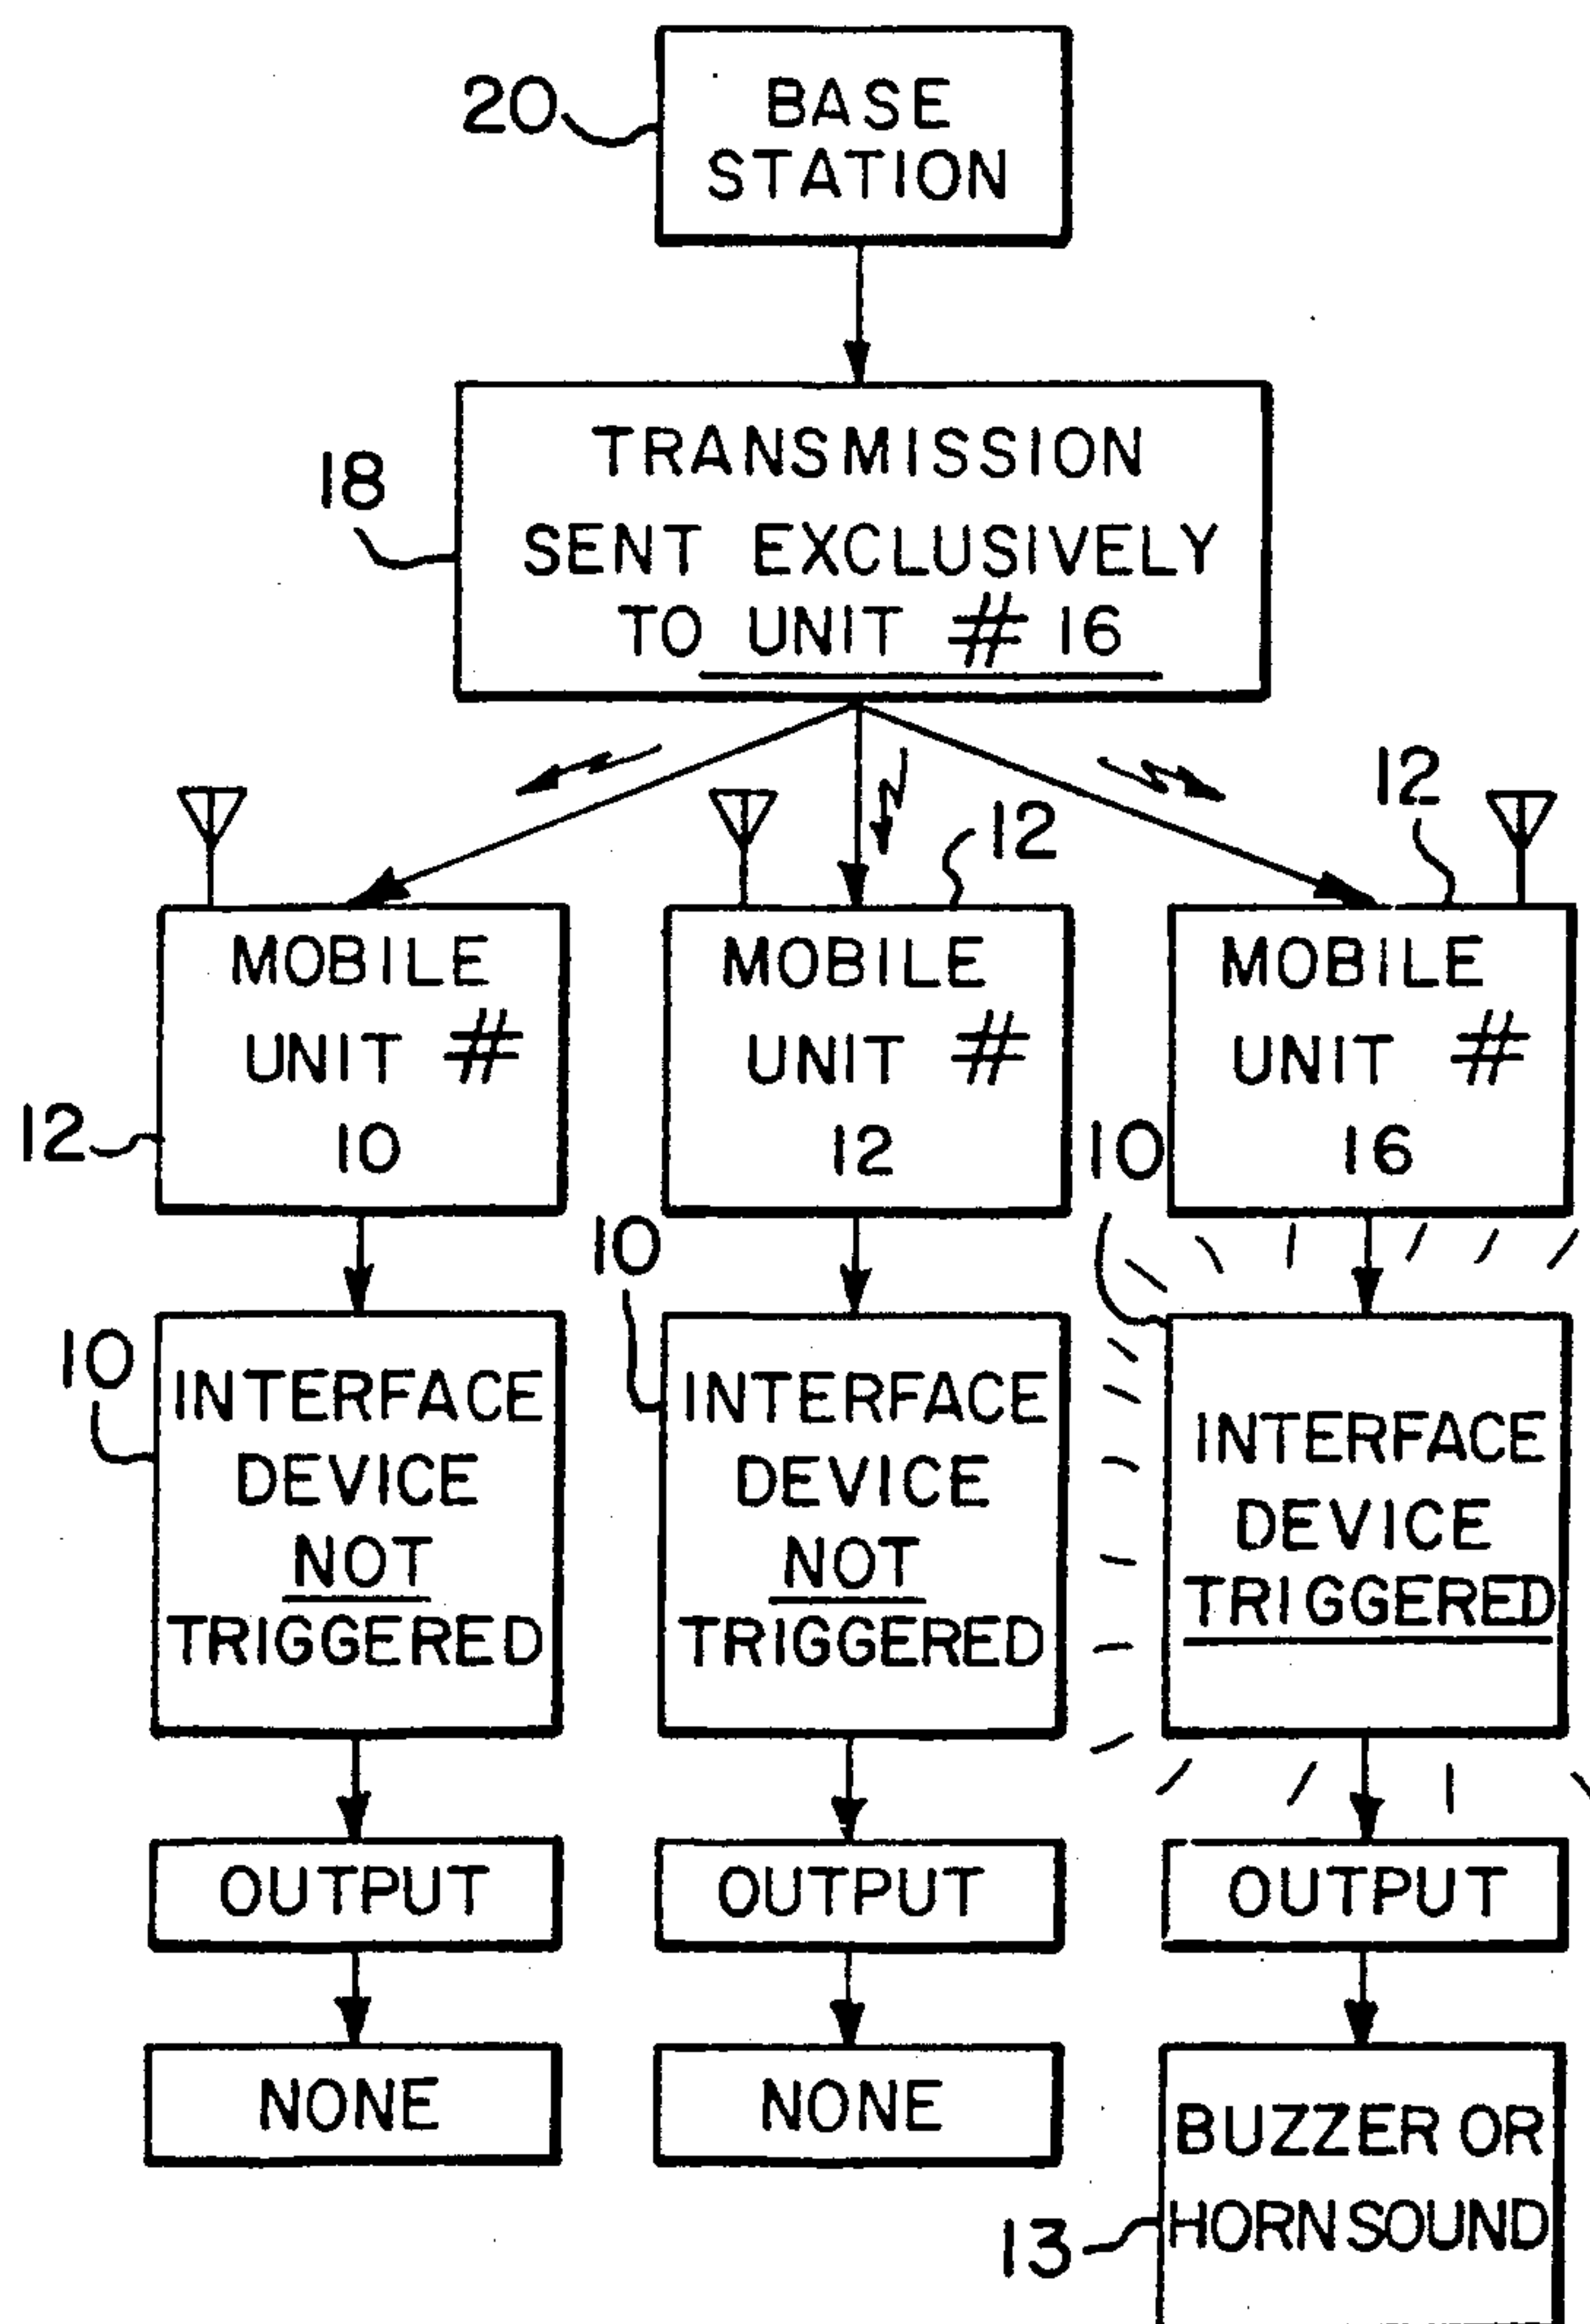 20
BASE
STATION
18
TRANSMISSION
SENT EXCLUSIVELY
TO UNIT # 16
12
12
MOBILE
UNIT #
10
12
MOBILE
UNIT #
12
MOBILE
UNIT #
16
10
10
10
INTERFACE
DEVICE
NOT
TRIGGERED
INTERFACE
DEVICE
NOT
TRIGGERED
INTERFACE
DEVICE
TRIGGERED
OUTPUT
OUTPUT
OUTPUT
NONE
NONE
BUZZER OR
HORN SOUND
13